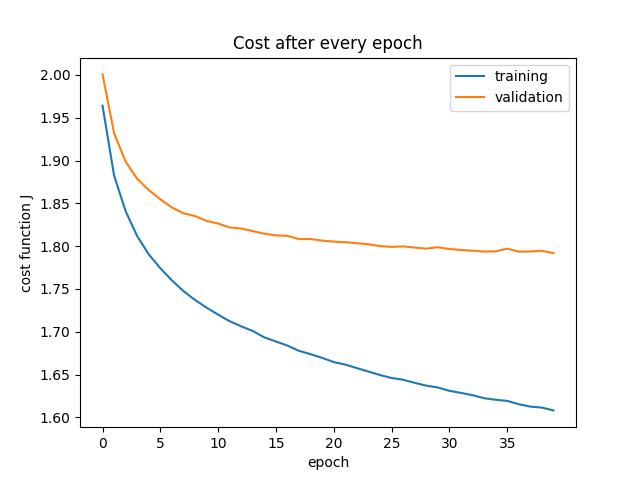 Cost after every epoch
training
validation
cost function J
2.00
1.95
1.90
1.85
1.80
1.75
1.70
1.65
1.60
0 5 10 15 20 25 30 35
epoch